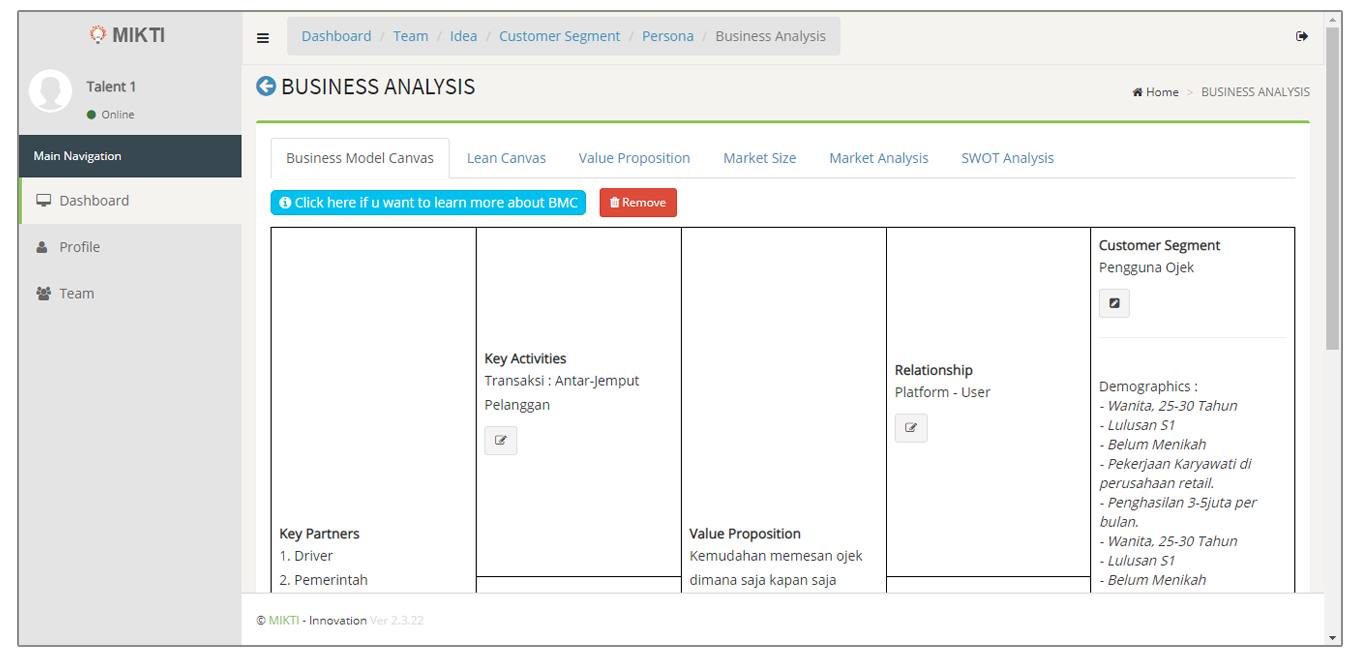 MIKTI
Dashboard / Team / Idea / Customer Segment / Persona / Business Analysis
Talent 1
Online
Main Navigation
Dashboard
Profile
Team
BUSINESS ANALYSIS
Home > BUSINESS ANALYSIS
Business Model Canvas Lean Canvas Value Proposition Market Size Market Analysis SWOT Analysis
Click here if u want to learn more about BMC Remove
Key Partners
1. Driver
2. Pemerintah
Key Activities
Transaksi : Antar-Jemput
Pelanggan
Value Proposition
Kemudahan memesan ojek
dimana saja kapan saja
Relationship
Platform - User
Customer Segment
Pengguna Ojek
Demographics :
- Wanita, 25-30 Tahun
- Lulusan S1
- Belum Menikah
- Pekerjaan Karyawati di
perusahaan retail.
- Penghasilan 3-5juta per
bulan.
- Wanita, 25-30 Tahun
- Lulusan S1
- Belum Menikah
© MIKTI - Innovation Ver 2.3.22